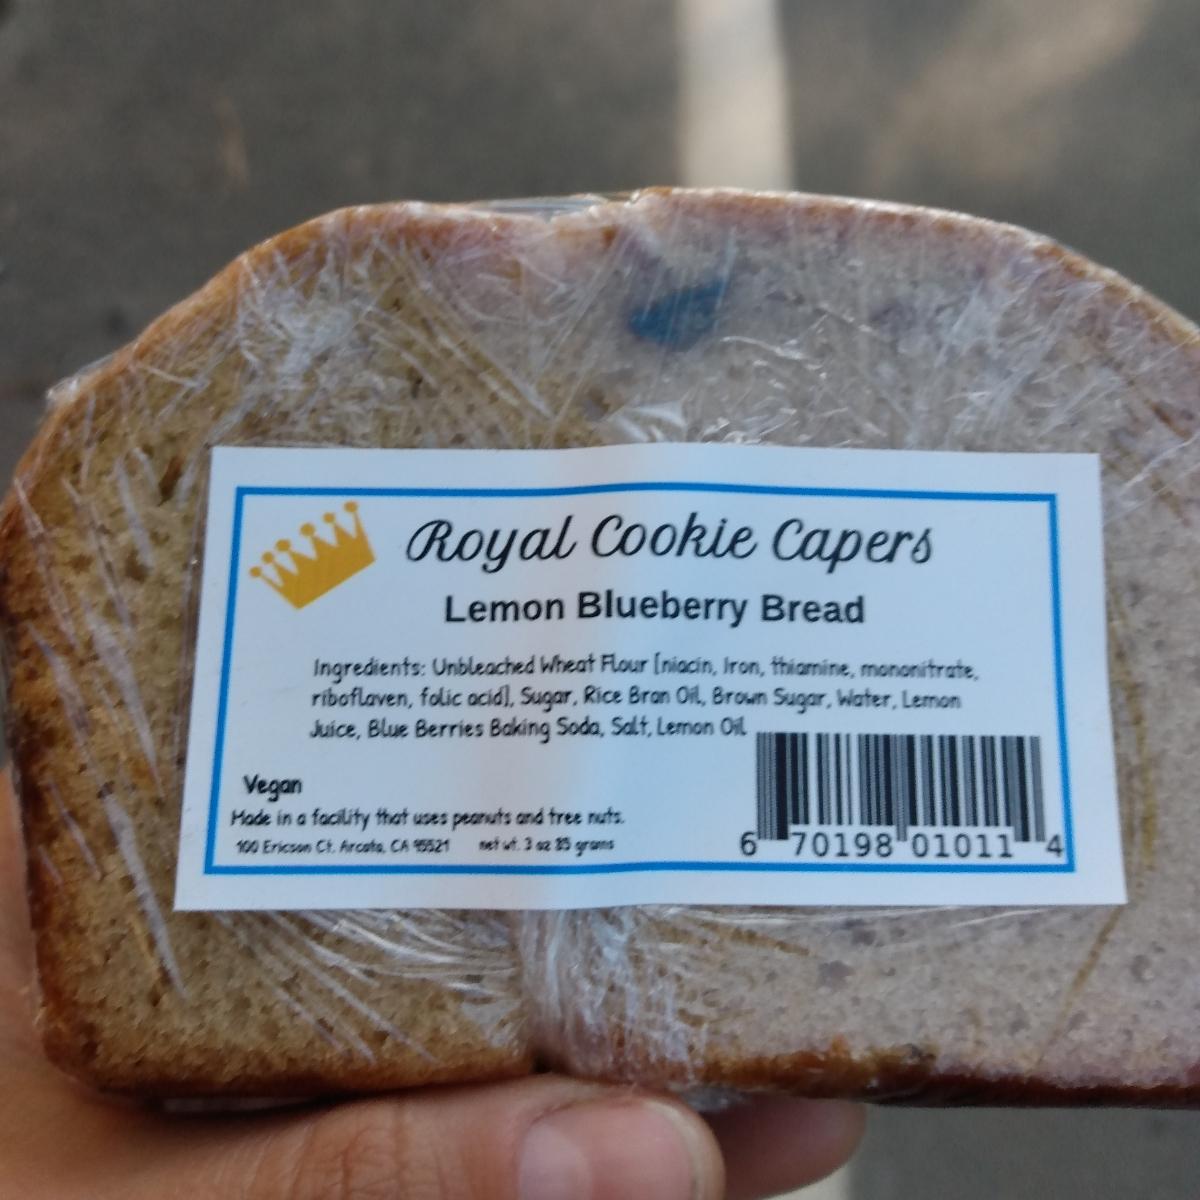 Royal Cookie Capers
Lemon Blueberry Bread
Ingredients: Unbleached Wheat Flour [niacin, Iron, thiamine, mononitrate,
riboflaven, folic acid], Sugar, Rice Bran Oil, Brown Sugar, Water, Lemon
Juice, Blue Berries Baking Soda, Salt, Lemon Oil
Vegan
Made in a facility that uses peanuts and tree nuts.
100 Ericson Ct. Arcata, CA 95521 net wt. 3 oz 85 grams
6 70198 01011 4